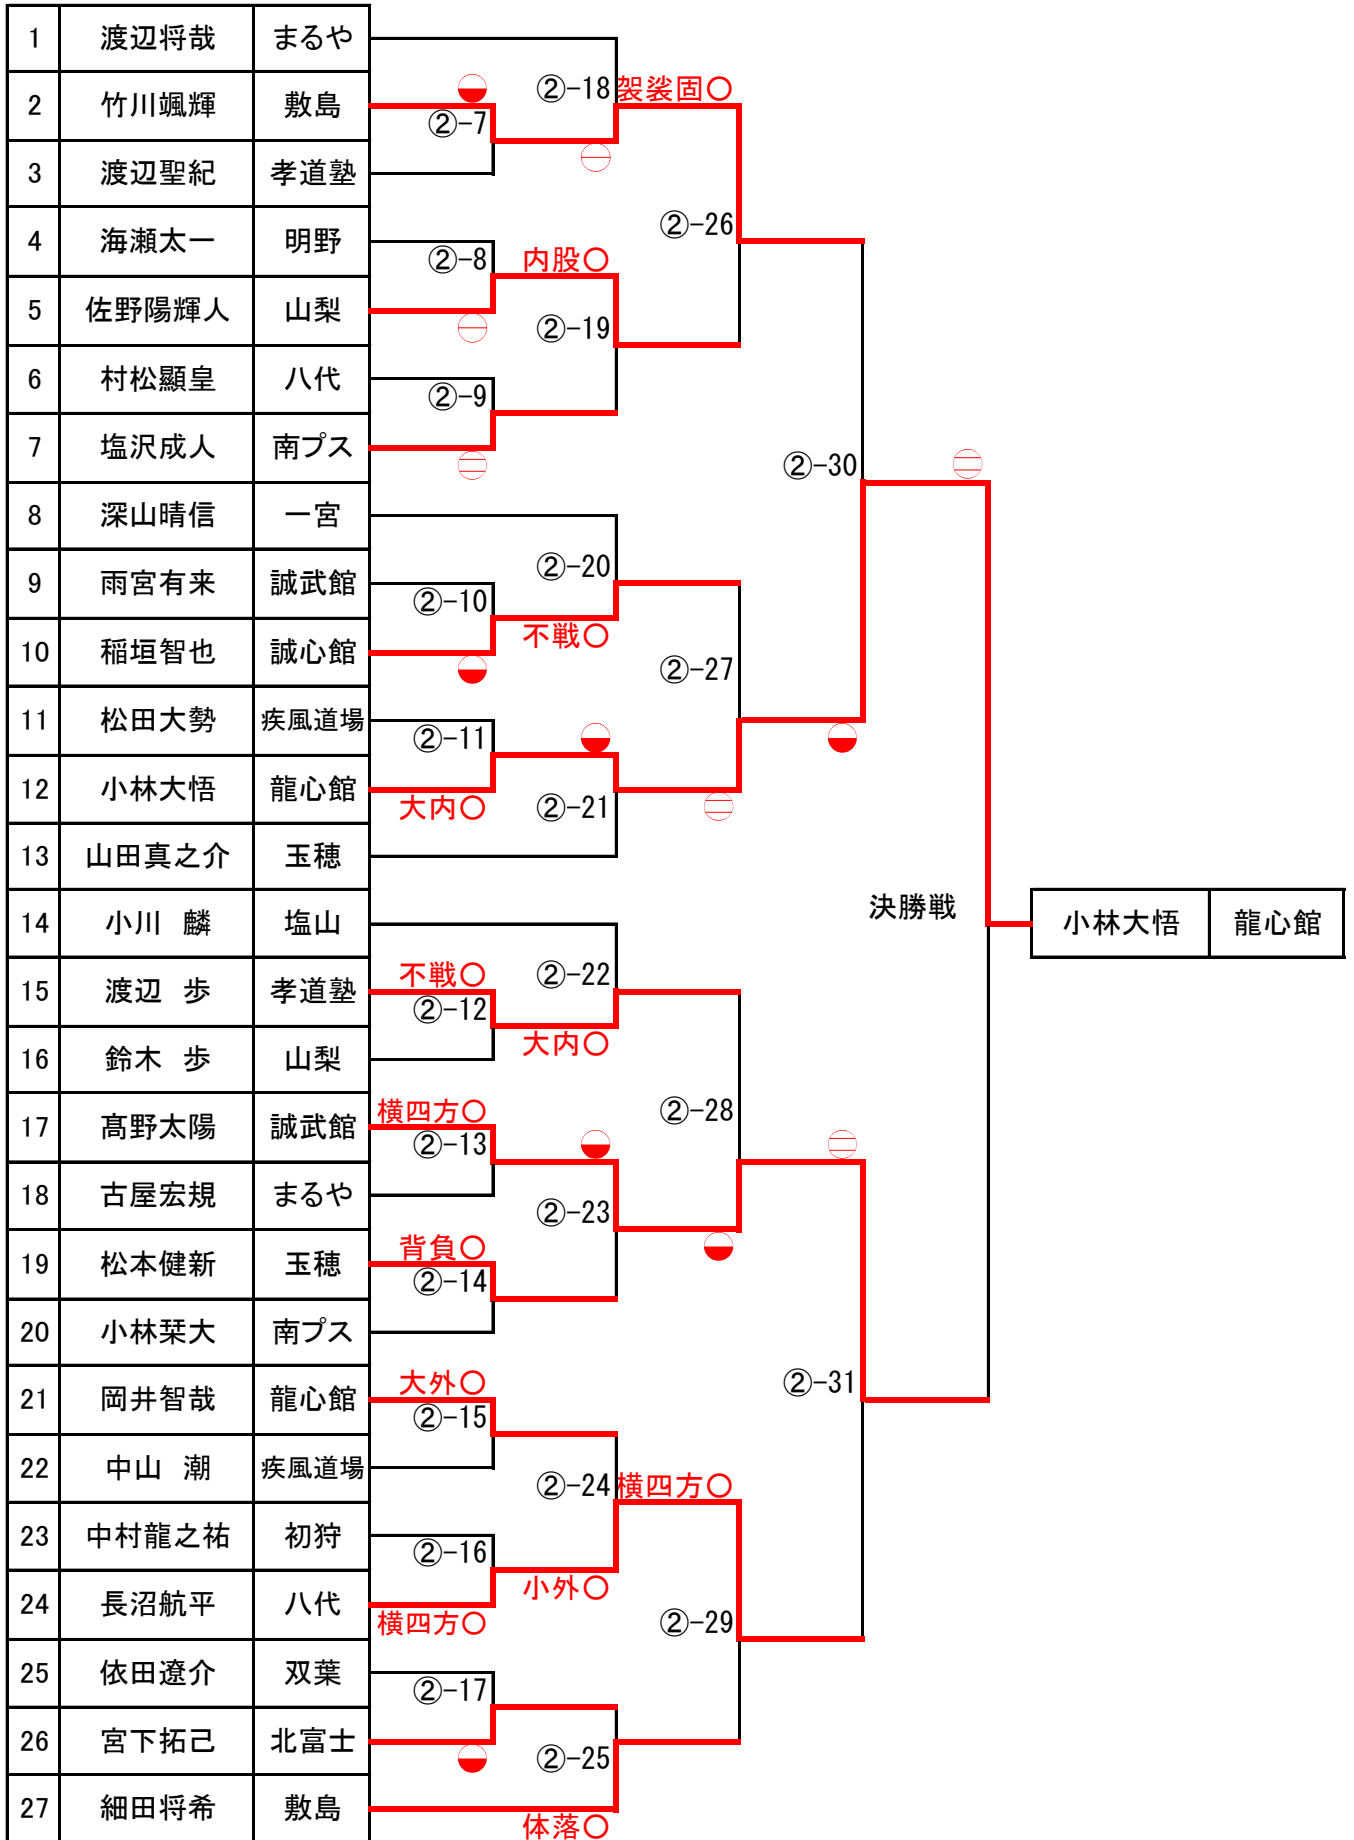 1 渡辺将哉 まるや
②-18 袈裟固〇
2 竹川颯輝 敷島
②-7
3 渡辺聖紀 孝道塾
②-26
4 海瀬太一 明野
②-8 内股〇
5 佐野陽輝人 山梨
②-19
6 村松顯皇 八代
②-9
7 塩沢成人 南プス
②-30
8 深山晴信 一宮
②-20
9 雨宮有来 誠武館
②-10
10 稲垣智也 誠心館
不戦〇
②-27
11 松田大勢 疾風道場
②-11
12 小林大悟 龍心館
大内〇 ②-21
13 山田真之介 玉穂
決勝戦
14 小川 麟 塩山
小林大悟 龍心館
15 渡辺 歩 孝道塾
不戦〇 ②-22
②-12
16 鈴木 歩 山梨
大内〇
17 髙野太陽 誠武館
横四方〇 ②-28
②-13
18 古屋宏規 まるや
②-23
19 松本健新 玉穂
背負〇
②-14
20 小林栞大 南プス
21 岡井智哉 龍心館
大外〇 ②-31
②-15
22 中山 潮 疾風道場
②-24 横四方〇
23 中村龍之祐 初狩
②-16
24 長沼航平 八代
小外〇
横四方〇 ②-29
25 依田遼介 双葉
②-17
26 宮下拓己 北富士
②-25
27 細田将希 敷島
体落〇